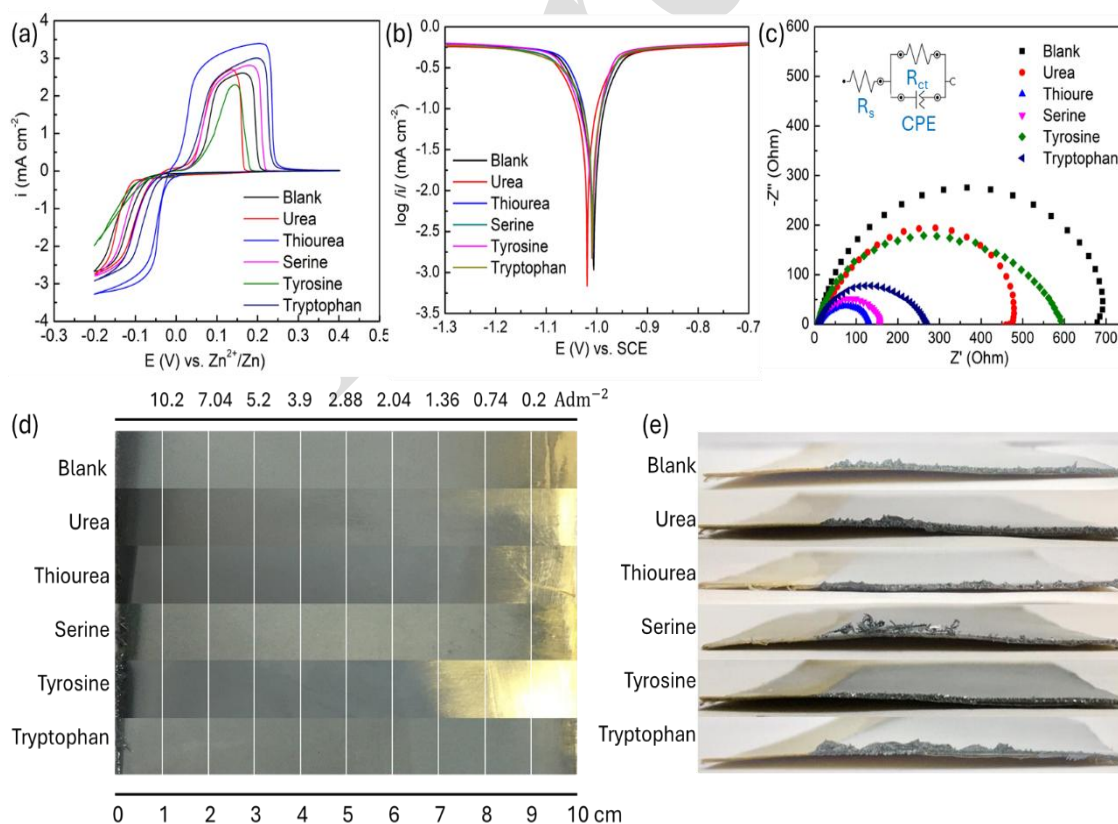 (a)
4
3
2
1
0
1
2
3
4
i (mA cm⁻²)
Blank
Urea
Thiourea
Serine
Tyrosine
Tryptophan
-0.3 -0.2 -0.1 0.0 0.1 0.2 0.3 0.4 0.5
E (V) vs. Zn²⁺/Zn)
(b)
0.0
-0.5
-1.0
-1.5
-2.0
-2.5
-3.0
-3.5
log /i/ (mA cm⁻²)
Blank
Urea
Thiourea
Serine
Tyrosine
Tryptophan
-1.3 -1.2 -1.1 -1.0 -0.9 -0.8 -0.7
E (V) vs. SCE
(c)
600
500
400
300
200
100
0
-Z" (Ohm)
Rs
Rct
CPE
Blank
Urea
Thioure
Serine
Tyrosine
Tryptophan
0 100 200 300 400 500 600 700
Z' (Ohm)
10.2 7.04 5.2 3.9 2.88 2.04 1.36 0.74 0.2 Adm⁻²
(d)
Blank
Urea
Thiourea
Serine
Tyrosine
Tryptophan
0 1 2 3 4 5 6 7 8 9 10 cm
(e)
Blank
Urea
Thiourea
Serine
Tyrosine
Tryptophan